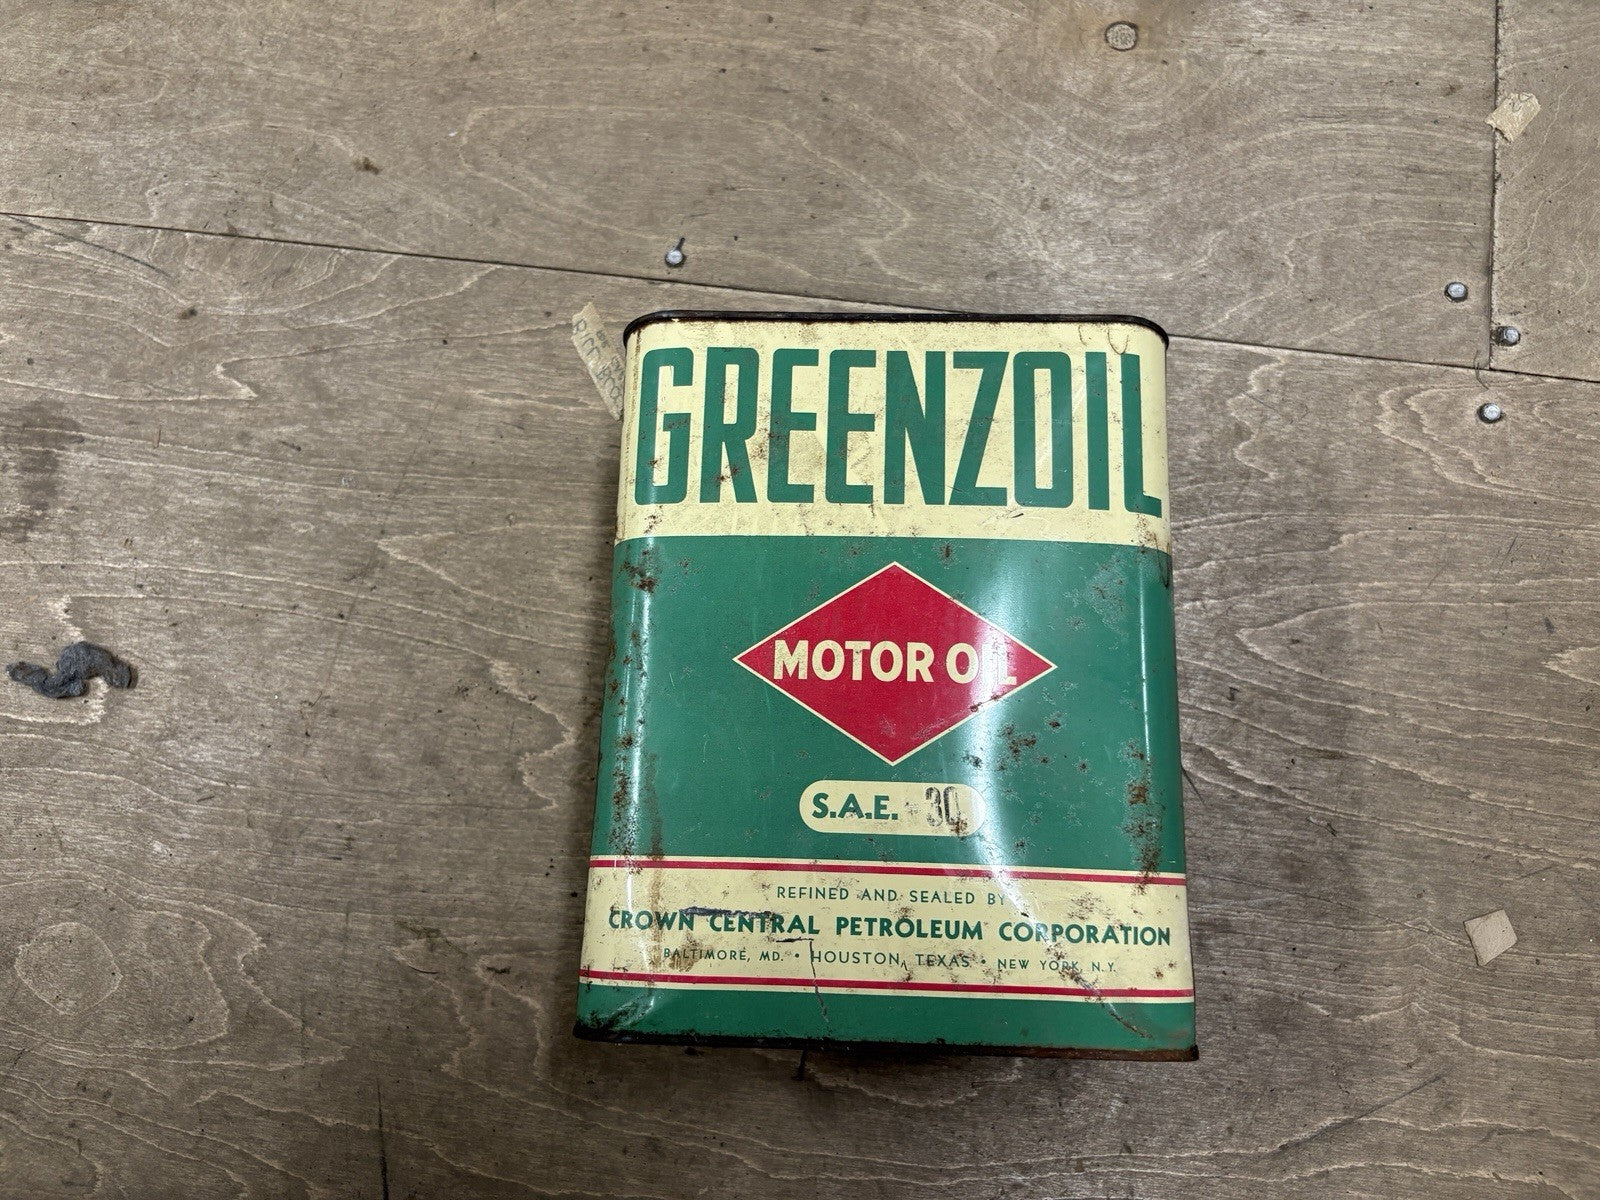 GREENZOIL
MOTOR OIL
S.A.E. 30
REFINED AND SEALED BY
CROWN CENTRAL PETROLEUM CORPORATION
BALTIMORE, MD. • HOUSTON, TEXAS • NEW YORK, N.Y.